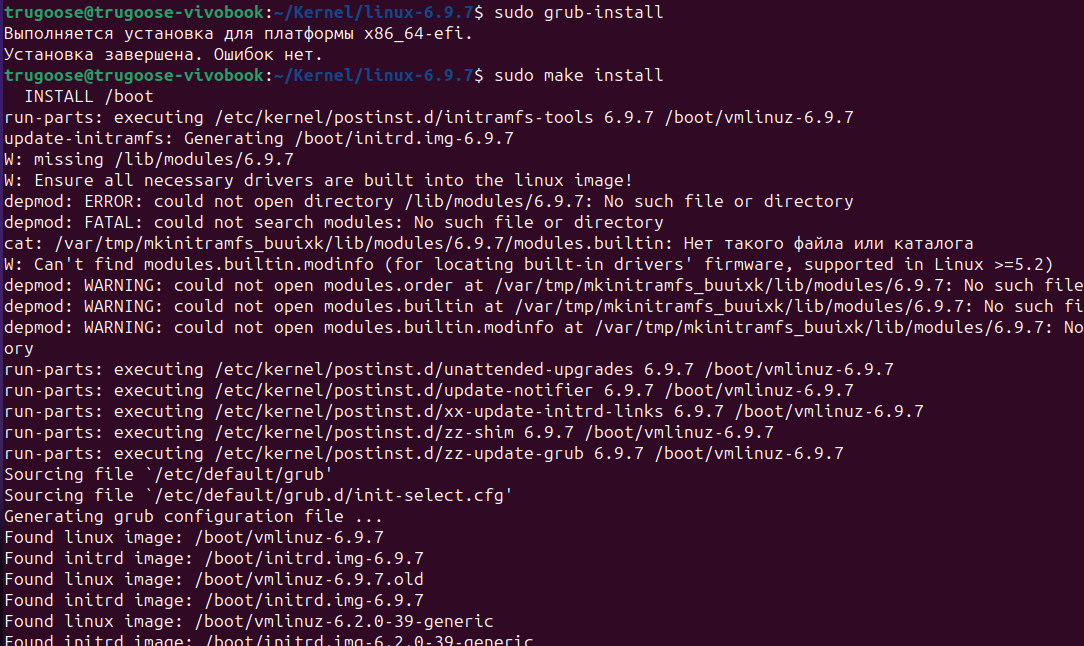 trugoose@trugoose-vivobook:~/Kernel/linux-6.9.7$ sudo grub-install
Выполняется установка для платформы x86_64-efi.
Установка завершена. Ошибок нет.
trugoose@trugoose-vivobook:~/Kernel/linux-6.9.7$ sudo make install
  INSTALL /boot
run-parts: executing /etc/kernel/postinst.d/initramfs-tools 6.9.7 /boot/vmlinuz-6.9.7
update-initramfs: Generating /boot/initrd.img-6.9.7
W: missing /lib/modules/6.9.7
W: Ensure all necessary drivers are built into the linux image!
depmod: ERROR: could not open directory /lib/modules/6.9.7: No such file or directory
depmod: FATAL: could not search modules: No such file or directory
cat: /var/tmp/mkinitramfs_buuixk/lib/modules/6.9.7/modules.builtin: Нет такого файла или каталога
W: Can't find modules.builtin.modinfo (for locating built-in drivers' firmware, supported in Linux >=5.2)
depmod: WARNING: could not open modules.order at /var/tmp/mkinitramfs_buuixk/lib/modules/6.9.7: No such file
depmod: WARNING: could not open modules.builtin at /var/tmp/mkinitramfs_buuixk/lib/modules/6.9.7: No such fi
depmod: WARNING: could not open modules.builtin.modinfo at /var/tmp/mkinitramfs_buuixk/lib/modules/6.9.7: No
ory
run-parts: executing /etc/kernel/postinst.d/unattended-upgrades 6.9.7 /boot/vmlinuz-6.9.7
run-parts: executing /etc/kernel/postinst.d/update-notifier 6.9.7 /boot/vmlinuz-6.9.7
run-parts: executing /etc/kernel/postinst.d/xx-update-initrd-links 6.9.7 /boot/vmlinuz-6.9.7
run-parts: executing /etc/kernel/postinst.d/zz-shim 6.9.7 /boot/vmlinuz-6.9.7
run-parts: executing /etc/kernel/postinst.d/zz-update-grub 6.9.7 /boot/vmlinuz-6.9.7
Sourcing file `/etc/default/grub'
Sourcing file `/etc/default/grub.d/init-select.cfg'
Generating grub configuration file ...
Found linux image: /boot/vmlinuz-6.9.7
Found initrd image: /boot/initrd.img-6.9.7
Found linux image: /boot/vmlinuz-6.9.7.old
Found initrd image: /boot/initrd.img-6.9.7
Found linux image: /boot/vmlinuz-6.2.0-39-generic
Found initrd image: /boot/initrd.img-6.2.0-39-generic